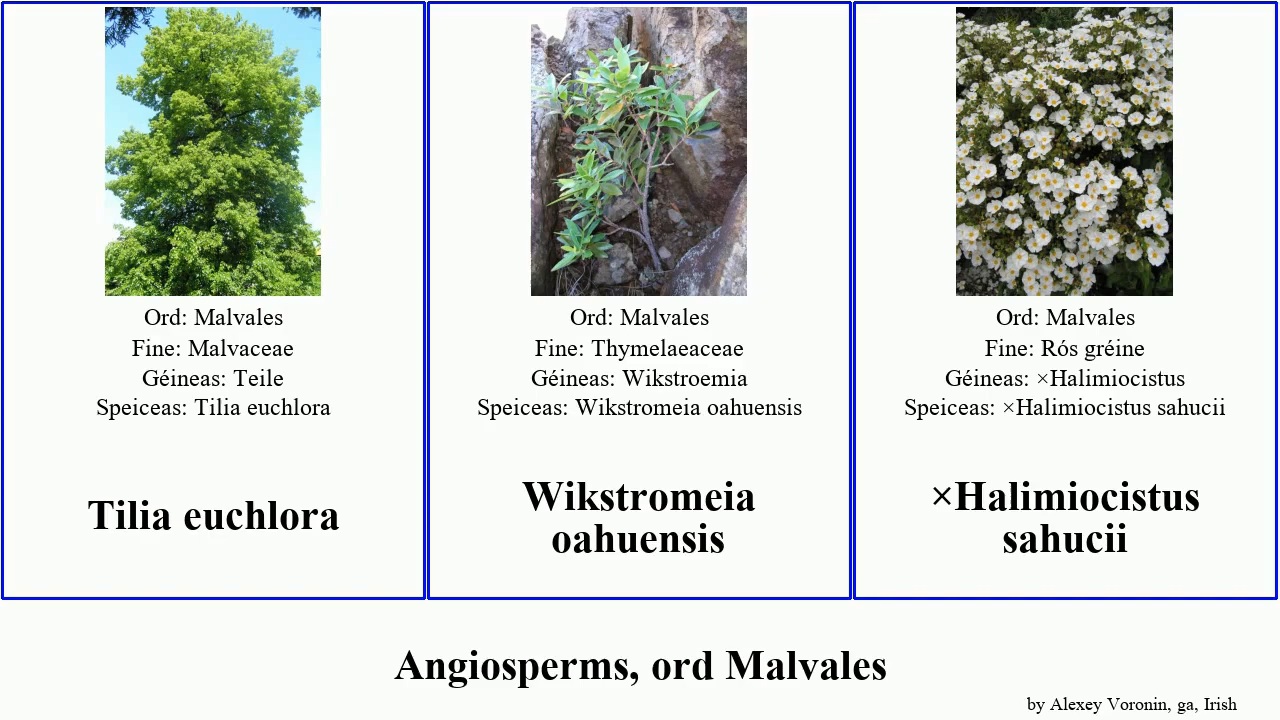 Ord: Malvales
Fine: Malvaceae
Géineas: Teile
Speiceas: Tilia euchlora
Tilia euchlora
Ord: Malvales
Fine: Thymelaeaceae
Géineas: Wikstroemia
Speiceas: Wikstromeia oahuensis
Wikstromeia
oahuensis
Ord: Malvales
Fine: Rós gréine
Géineas: ×Halimiocistus
Speiceas: ×Halimiocistus sahucii
×Halimiocistus
sahucii
Angiosperms, ord Malvales
by Alexey Voronin, ga, Irish